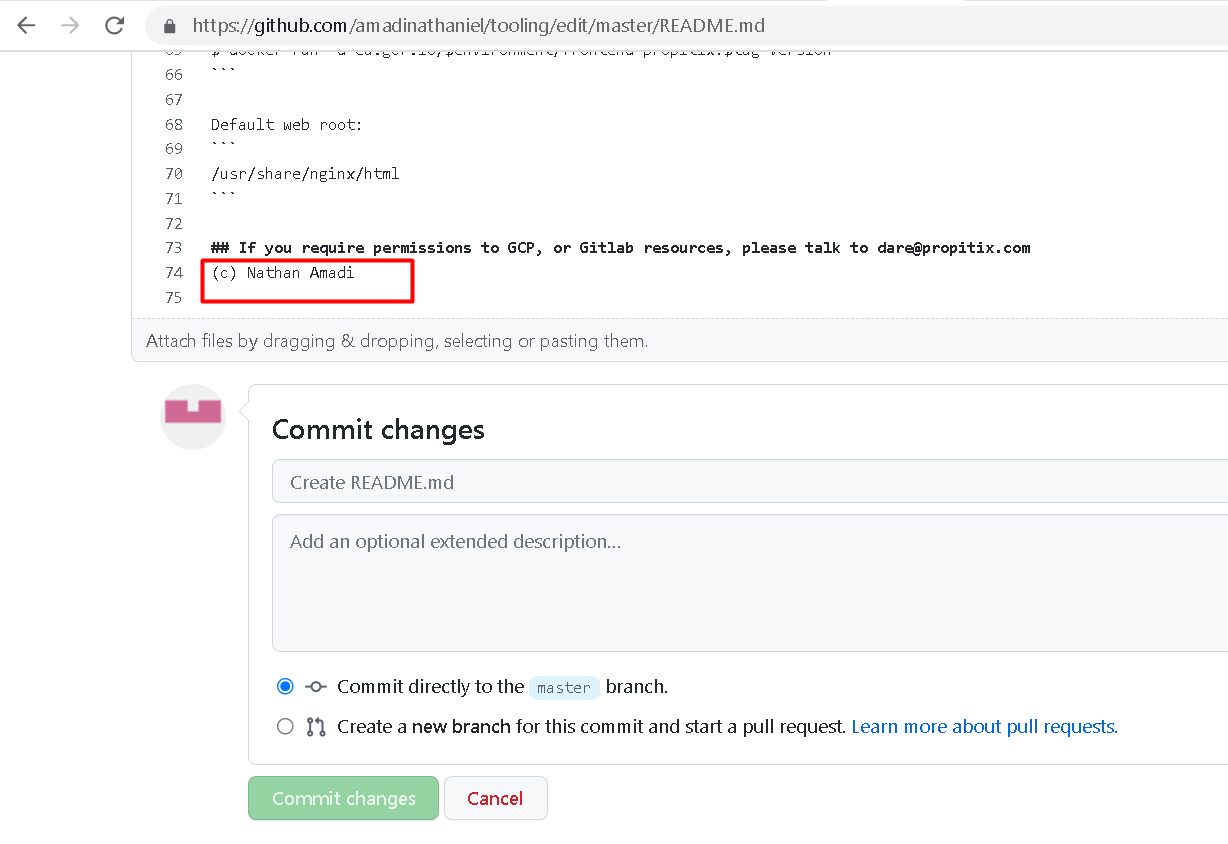 https://github.com/amadinathaniel/tooling/edit/master/README.md
66 ```
67
68 Default web root:
69 ```
70 /usr/share/nginx/html
71 ```
72
73 ## If you require permissions to GCP, or Gitlab resources, please talk to dare@propitix.com
74 (c) Nathan Amadi
75
Attach files by dragging & dropping, selecting or pasting them.
Commit changes
Create README.md
Add an optional extended description...
Commit directly to the master branch.
Create a new branch for this commit and start a pull request. Learn more about pull requests.
Commit changes Cancel